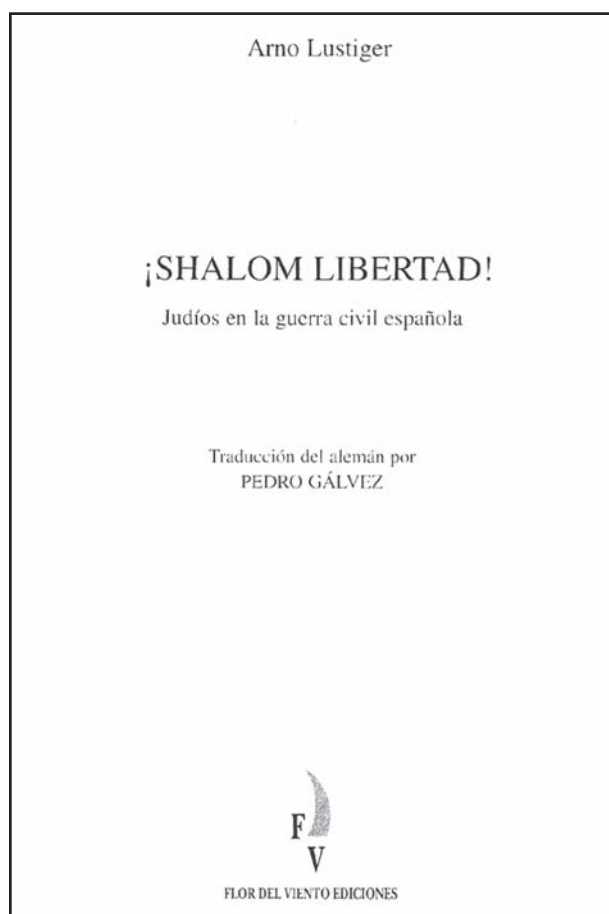 Arno Lustiger
¡SHALOM LIBERTAD!
Judíos en la guerra civil española
Traducción del alemán por
PEDRO GÁLVEZ
F
V
FLOR DEL VIENTO EDICIONES